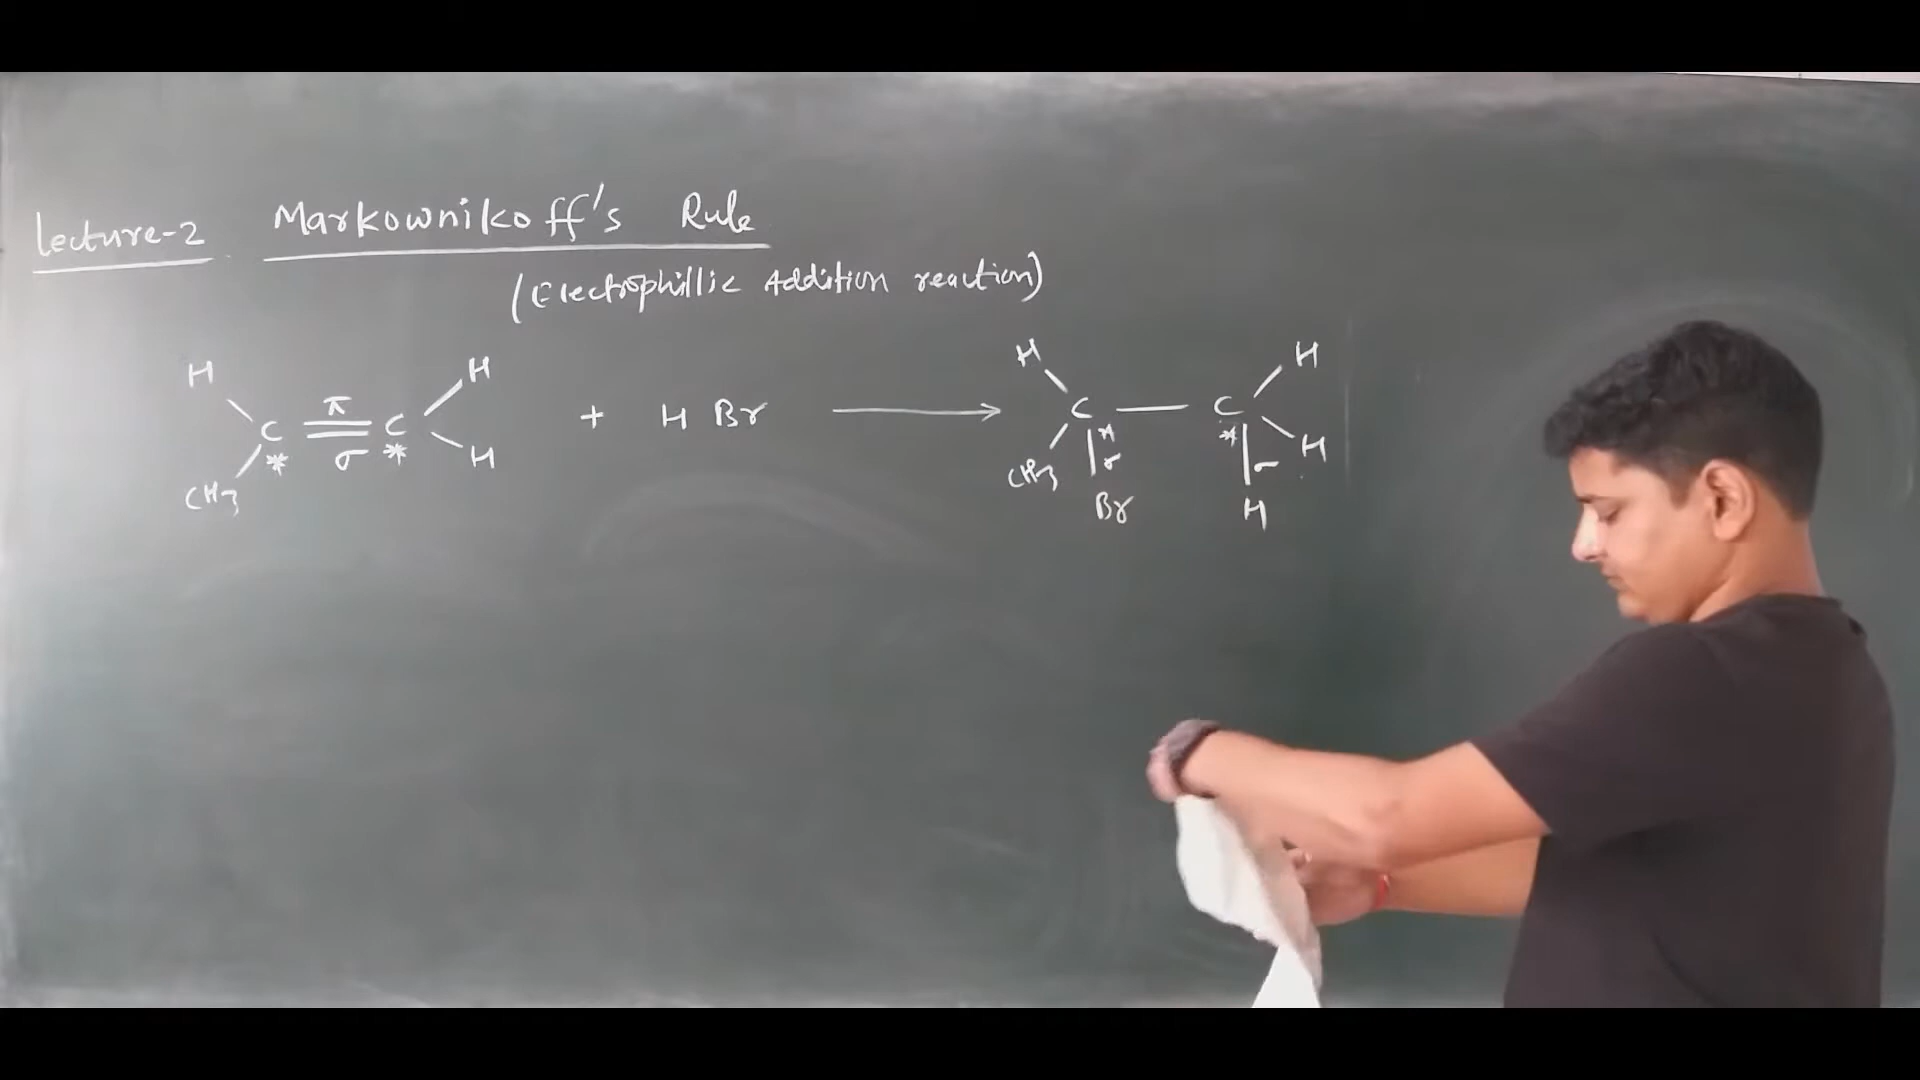 Lecture-2 Markownikoff's Rule
(Electrophillic Addition reaction)
H H H H
π
C = C + H Br ⟶ C — C
* σ * * *
CH3 H CH3 σ σ H
Br H